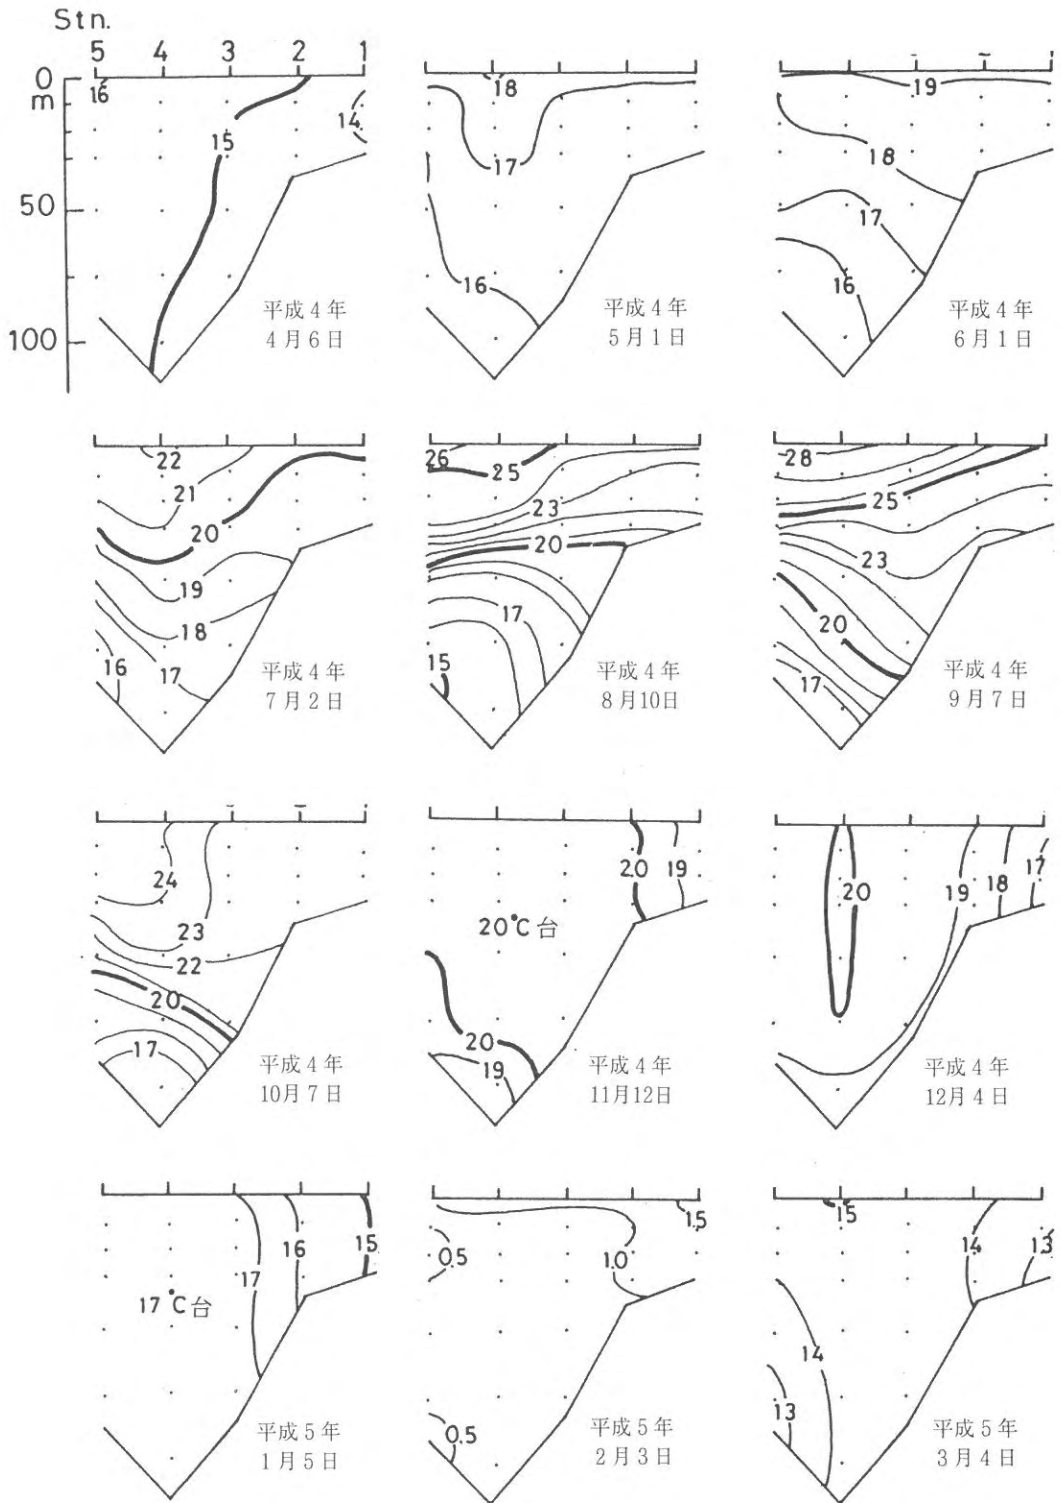 Stn.
5 4 3 2 1
0
m
50
100
16
15
14
平成4年
4月6日
18
17
16
平成4年
5月1日
19
18
17
16
平成4年
6月1日
22
21
20
19
18
17
16
平成4年
7月2日
26
25
23
20
17
15
平成4年
8月10日
28
25
23
20
17
平成4年
9月7日
24
23
22
20
17
平成4年
10月7日
20
19
20℃台
20
19
平成4年
11月12日
20
19
18
17
平成4年
12月4日
17
16
15
17℃台
平成5年
1月5日
1.5
0.5
1.0
0.5
平成5年
2月3日
15
14
13
14
13
平成5年
3月4日